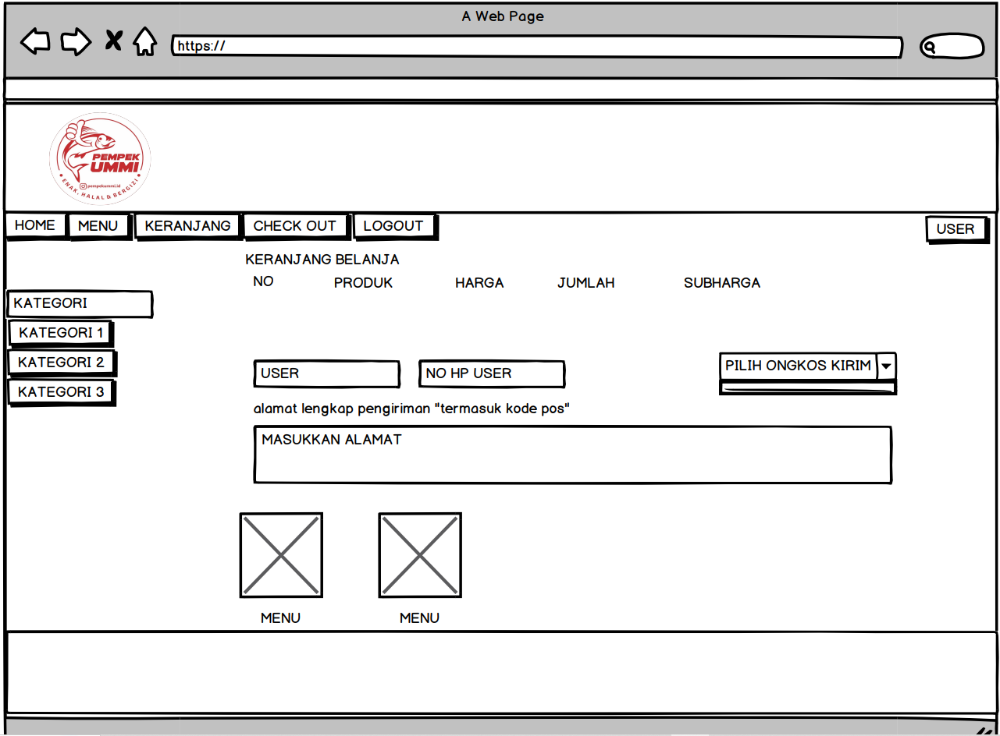 A Web Page
https://
PEMPEK
UMMI
pempekummi.id
ENAK, HALAL & BERGIZI
HOME MENU KERANJANG CHECK OUT LOGOUT USER
KERANJANG BELANJA
NO PRODUK HARGA JUMLAH SUBHARGA
KATEGORI
KATEGORI 1
KATEGORI 2
KATEGORI 3
USER NO HP USER PILIH ONGKOS KIRIM
alamat lengkap pengiriman "termasuk kode pos"
MASUKKAN ALAMAT
MENU MENU